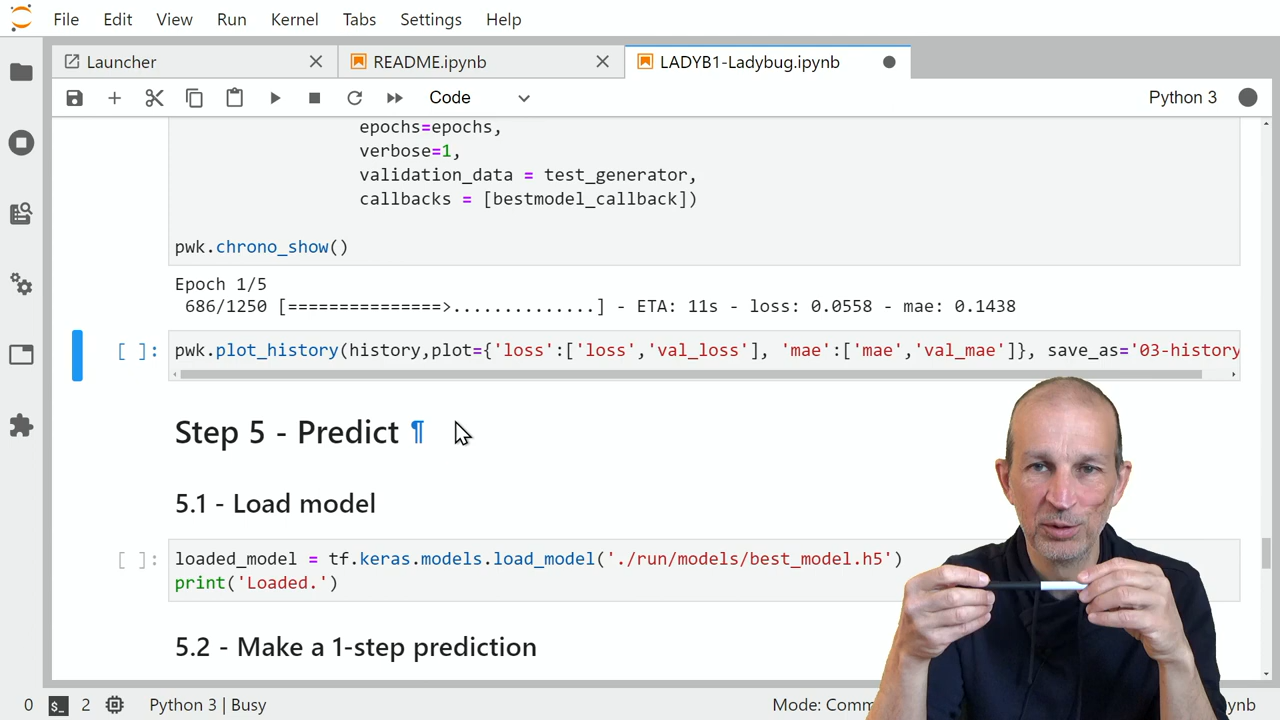 File Edit View Run Kernel Tabs Settings Help
Launcher README.ipynb LADYB1-Ladybug.ipynb
Code Python 3
epochs=epochs,
verbose=1,
validation_data = test_generator,
callbacks = [bestmodel_callback])
pwk.chrono_show()
Epoch 1/5
686/1250 [===============>..............] - ETA: 11s - loss: 0.0558 - mae: 0.1438
[ ]: pwk.plot_history(history,plot={'loss':['loss','val_loss'], 'mae':['mae','val_mae']}, save_as='03-history
Step 5 - Predict ¶
5.1 - Load model
[ ]: loaded_model = tf.keras.models.load_model('./run/models/best_model.h5')
print('Loaded.')
5.2 - Make a 1-step prediction
0 $_ 2 Python 3 | Busy Mode: Comm ynb